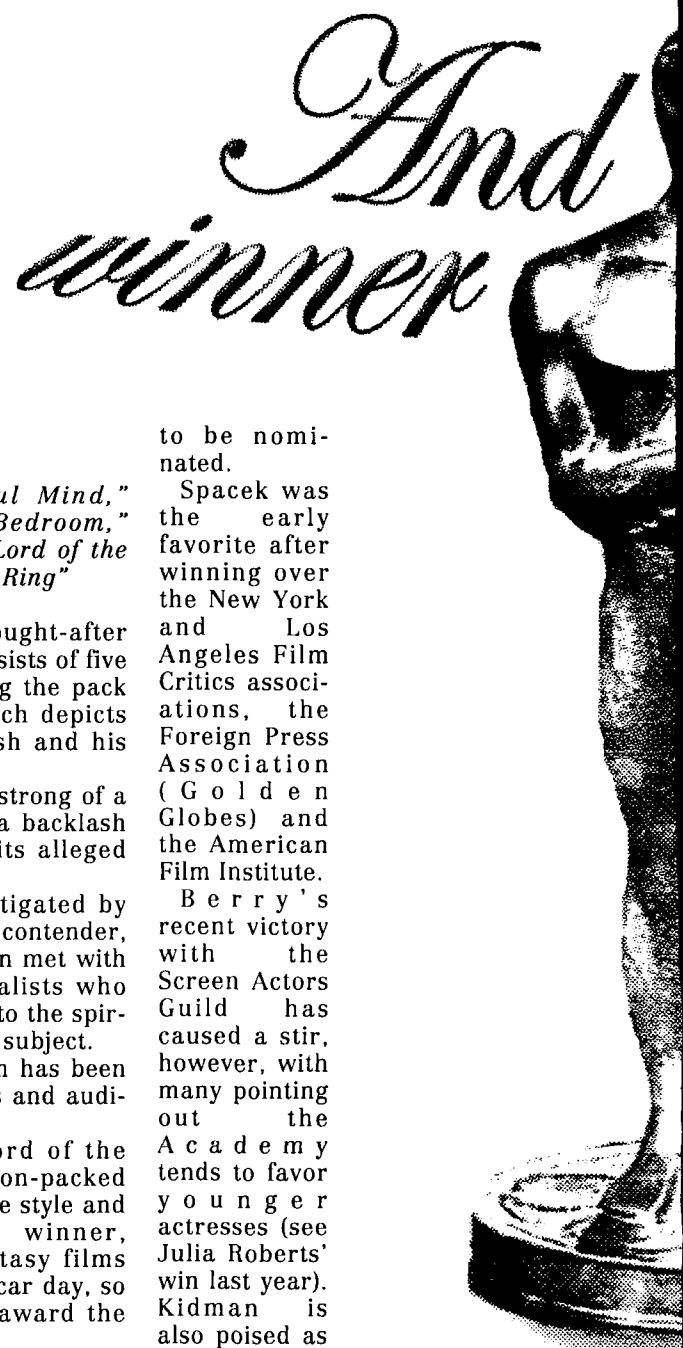 And
winner
ul Mind,"
Bedroom,"
Lord of the
Ring"
ought-after
sists of five
g the pack
ch depicts
sh and his
strong of a
a backlash
its alleged
tigated by
contender,
n met with
alists who
to the spir-
subject.
n has been
s and audi-
ord of the
on-packed
e style and
winner,
tasy films
car day, so
award the
to be nomi-
nated.
Spacek was
the early
favorite after
winning over
the New York
and Los
Angeles Film
Critics associ-
ations, the
Foreign Press
Association
(Golden
Globes) and
the American
Film Institute.
Berry's
recent victory
with the
Screen Actors
Guild has
caused a stir,
however, with
many pointing
out the
Academy
tends to favor
younger
actresses (see
Julia Roberts'
win last year).
Kidman is
also poised as